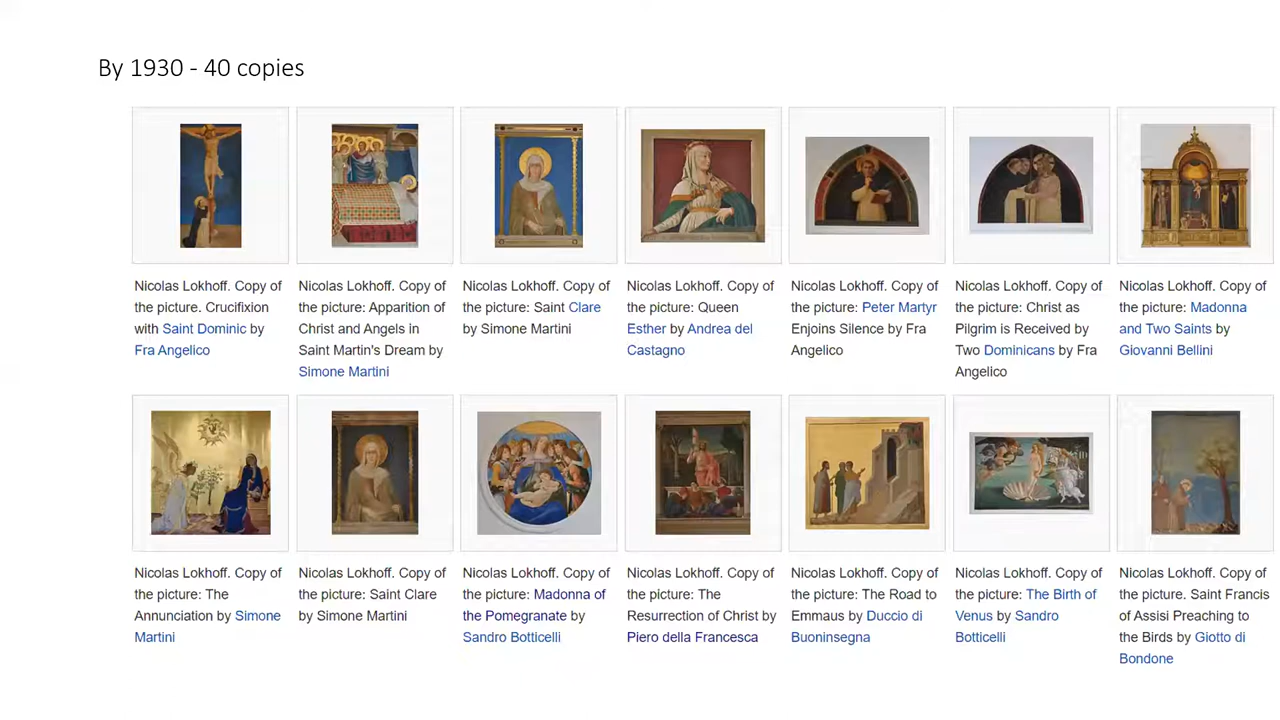 By 1930 - 40 copies
Nicolas Lokhoff. Copy of
the picture. Crucifixion
with Saint Dominic by
Fra Angelico
Nicolas Lokhoff. Copy of
the picture: Apparition of
Christ and Angels in
Saint Martin's Dream by
Simone Martini
Nicolas Lokhoff. Copy of
the picture: Saint Clare
by Simone Martini
Nicolas Lokhoff. Copy of
the picture: Queen
Esther by Andrea del
Castagno
Nicolas Lokhoff. Copy of
the picture: Peter Martyr
Enjoins Silence by Fra
Angelico
Nicolas Lokhoff. Copy of
the picture: Christ as
Pilgrim is Received by
Two Dominicans by Fra
Angelico
Nicolas Lokhoff. Copy of
the picture: Madonna
and Two Saints by
Giovanni Bellini
Nicolas Lokhoff. Copy of
the picture: The
Annunciation by Simone
Martini
Nicolas Lokhoff. Copy of
the picture: Saint Clare
by Simone Martini
Nicolas Lokhoff. Copy of
the picture: Madonna of
the Pomegranate by
Sandro Botticelli
Nicolas Lokhoff. Copy of
the picture: The
Resurrection of Christ by
Piero della Francesca
Nicolas Lokhoff. Copy of
the picture: The Road to
Emmaus by Duccio di
Buoninsegna
Nicolas Lokhoff. Copy of
the picture: The Birth of
Venus by Sandro
Botticelli
Nicolas Lokhoff. Copy of
the picture. Saint Francis
of Assisi Preaching to
the Birds by Giotto di
Bondone